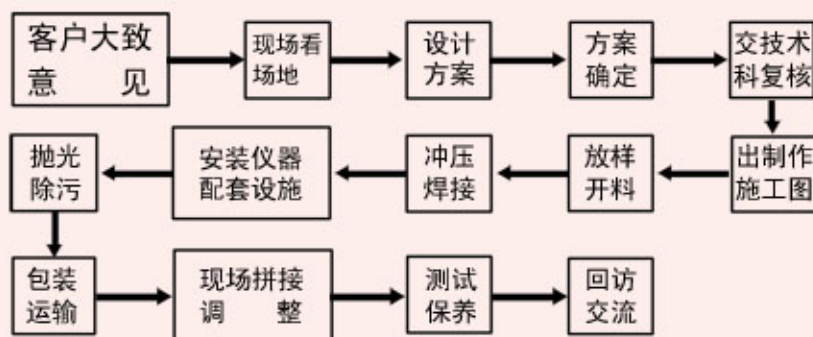 客户大致
意见
现场看
场地
设计
方案
方案
确定
交技术
科复核
出制作
施工图
放样
开料
冲压
焊接
安装仪器
配套设施
抛光
除污
包装
运输
现场拼接
调整
测试
保养
回访
交流